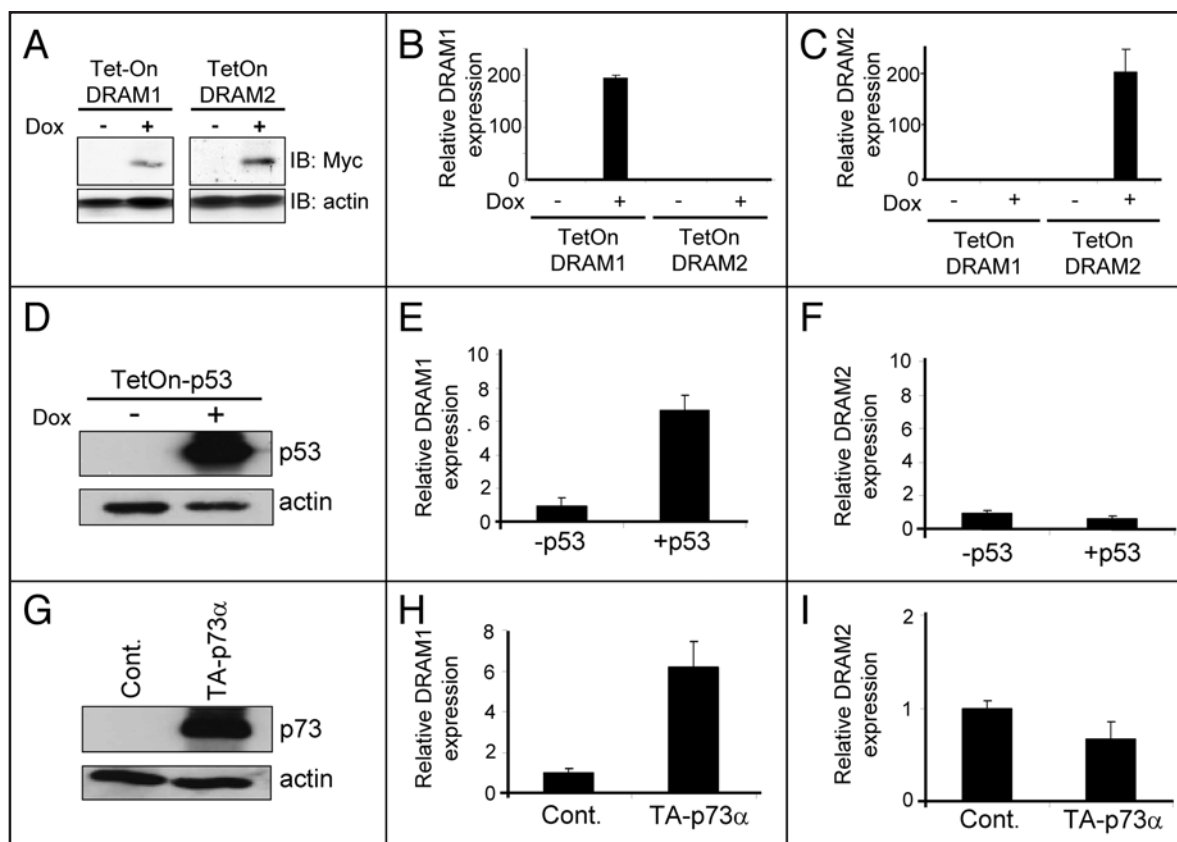 A
Tet-On
DRAM1
TetOn
DRAM2
Dox - + - +
IB: Myc
IB: actin
B
Relative DRAM1
expression
200
100
0
Dox - + - +
TetOn
DRAM1
TetOn
DRAM2
C
Relative DRAM2
expression
200
100
0
Dox - + - +
TetOn
DRAM1
TetOn
DRAM2
D
TetOn-p53
Dox - +
p53
actin
E
Relative DRAM1
expression
10
8
6
4
2
0
-p53 +p53
F
Relative DRAM2
expression
10
8
6
4
2
0
-p53 +p53
G
Cont. TA-p73α
p73
actin
H
Relative DRAM1
expression
8
6
4
2
0
Cont. TA-p73α
I
Relative DRAM2
expression
2
1
0
Cont. TA-p73α